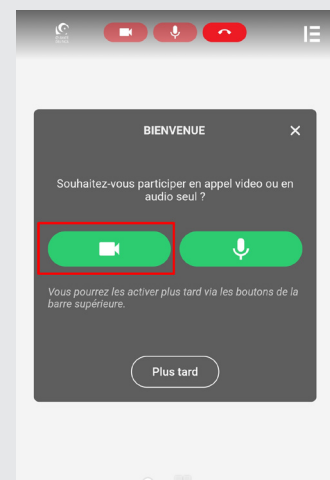 BIENVENUE
Souhaitez-vous participer en appel video ou en
audio seul ?
Vous pourrez les activer plus tard via les boutons de la
barre supérieure.
Plus tard